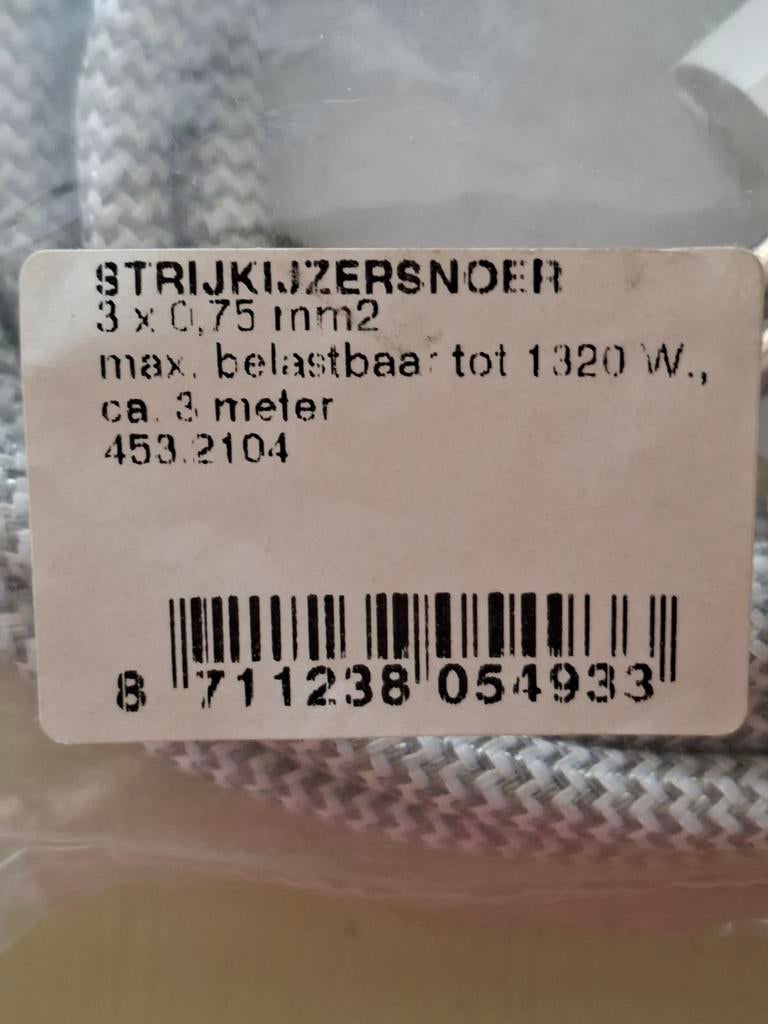 STRIJKIJZERSNOER
3 x 0,75 mm2
max. belastbaar tot 1320 W.,
ca. 3 meter
453.2104
8 711238 054933